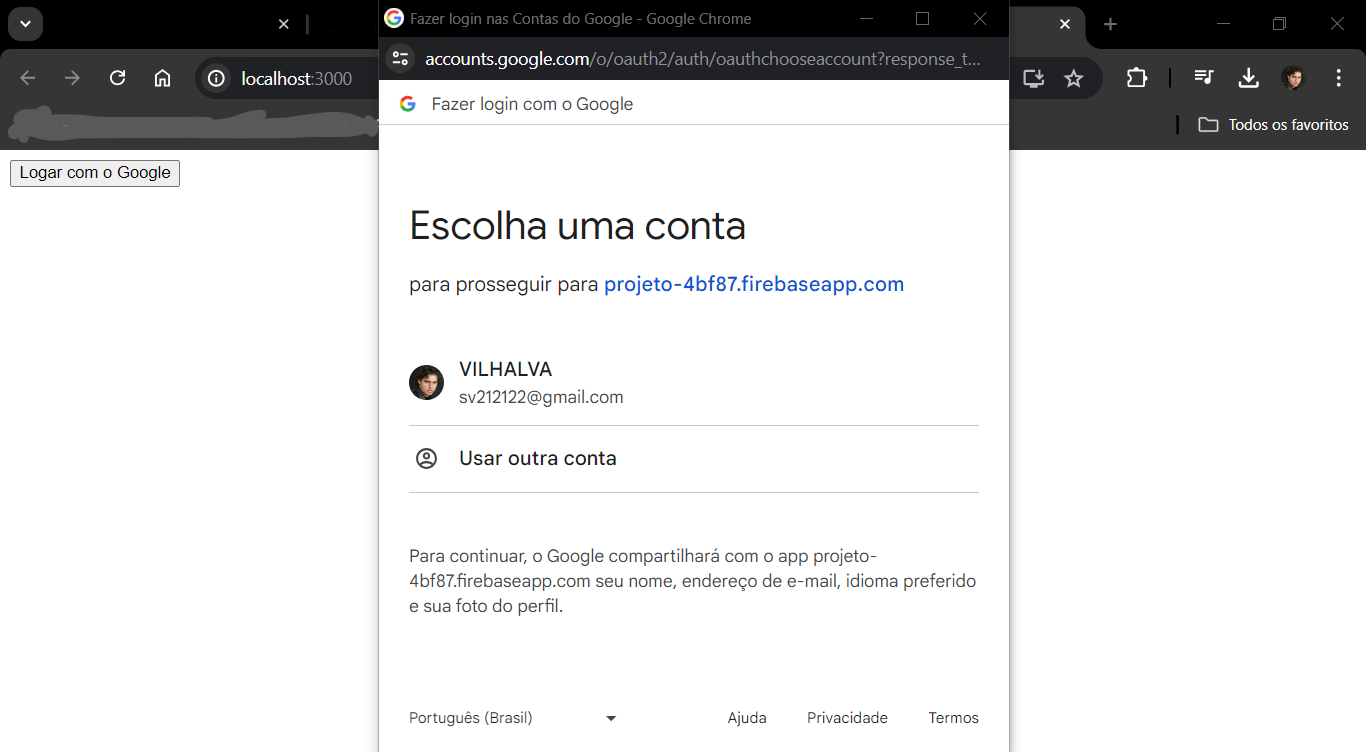 Fazer login nas Contas do Google - Google Chrome
localhost:3000
accounts.google.com/o/oauth2/auth/oauthchooseaccount?response_t...
Todos os favoritos
Logar com o Google
Fazer login com o Google
Escolha uma conta
para prosseguir para projeto-4bf87.firebaseapp.com
VILHALVA
sv212122@gmail.com
Usar outra conta
Para continuar, o Google compartilhará com o app projeto-
4bf87.firebaseapp.com seu nome, endereço de e-mail, idioma preferido
e sua foto do perfil.
Português (Brasil)
Ajuda
Privacidade
Termos